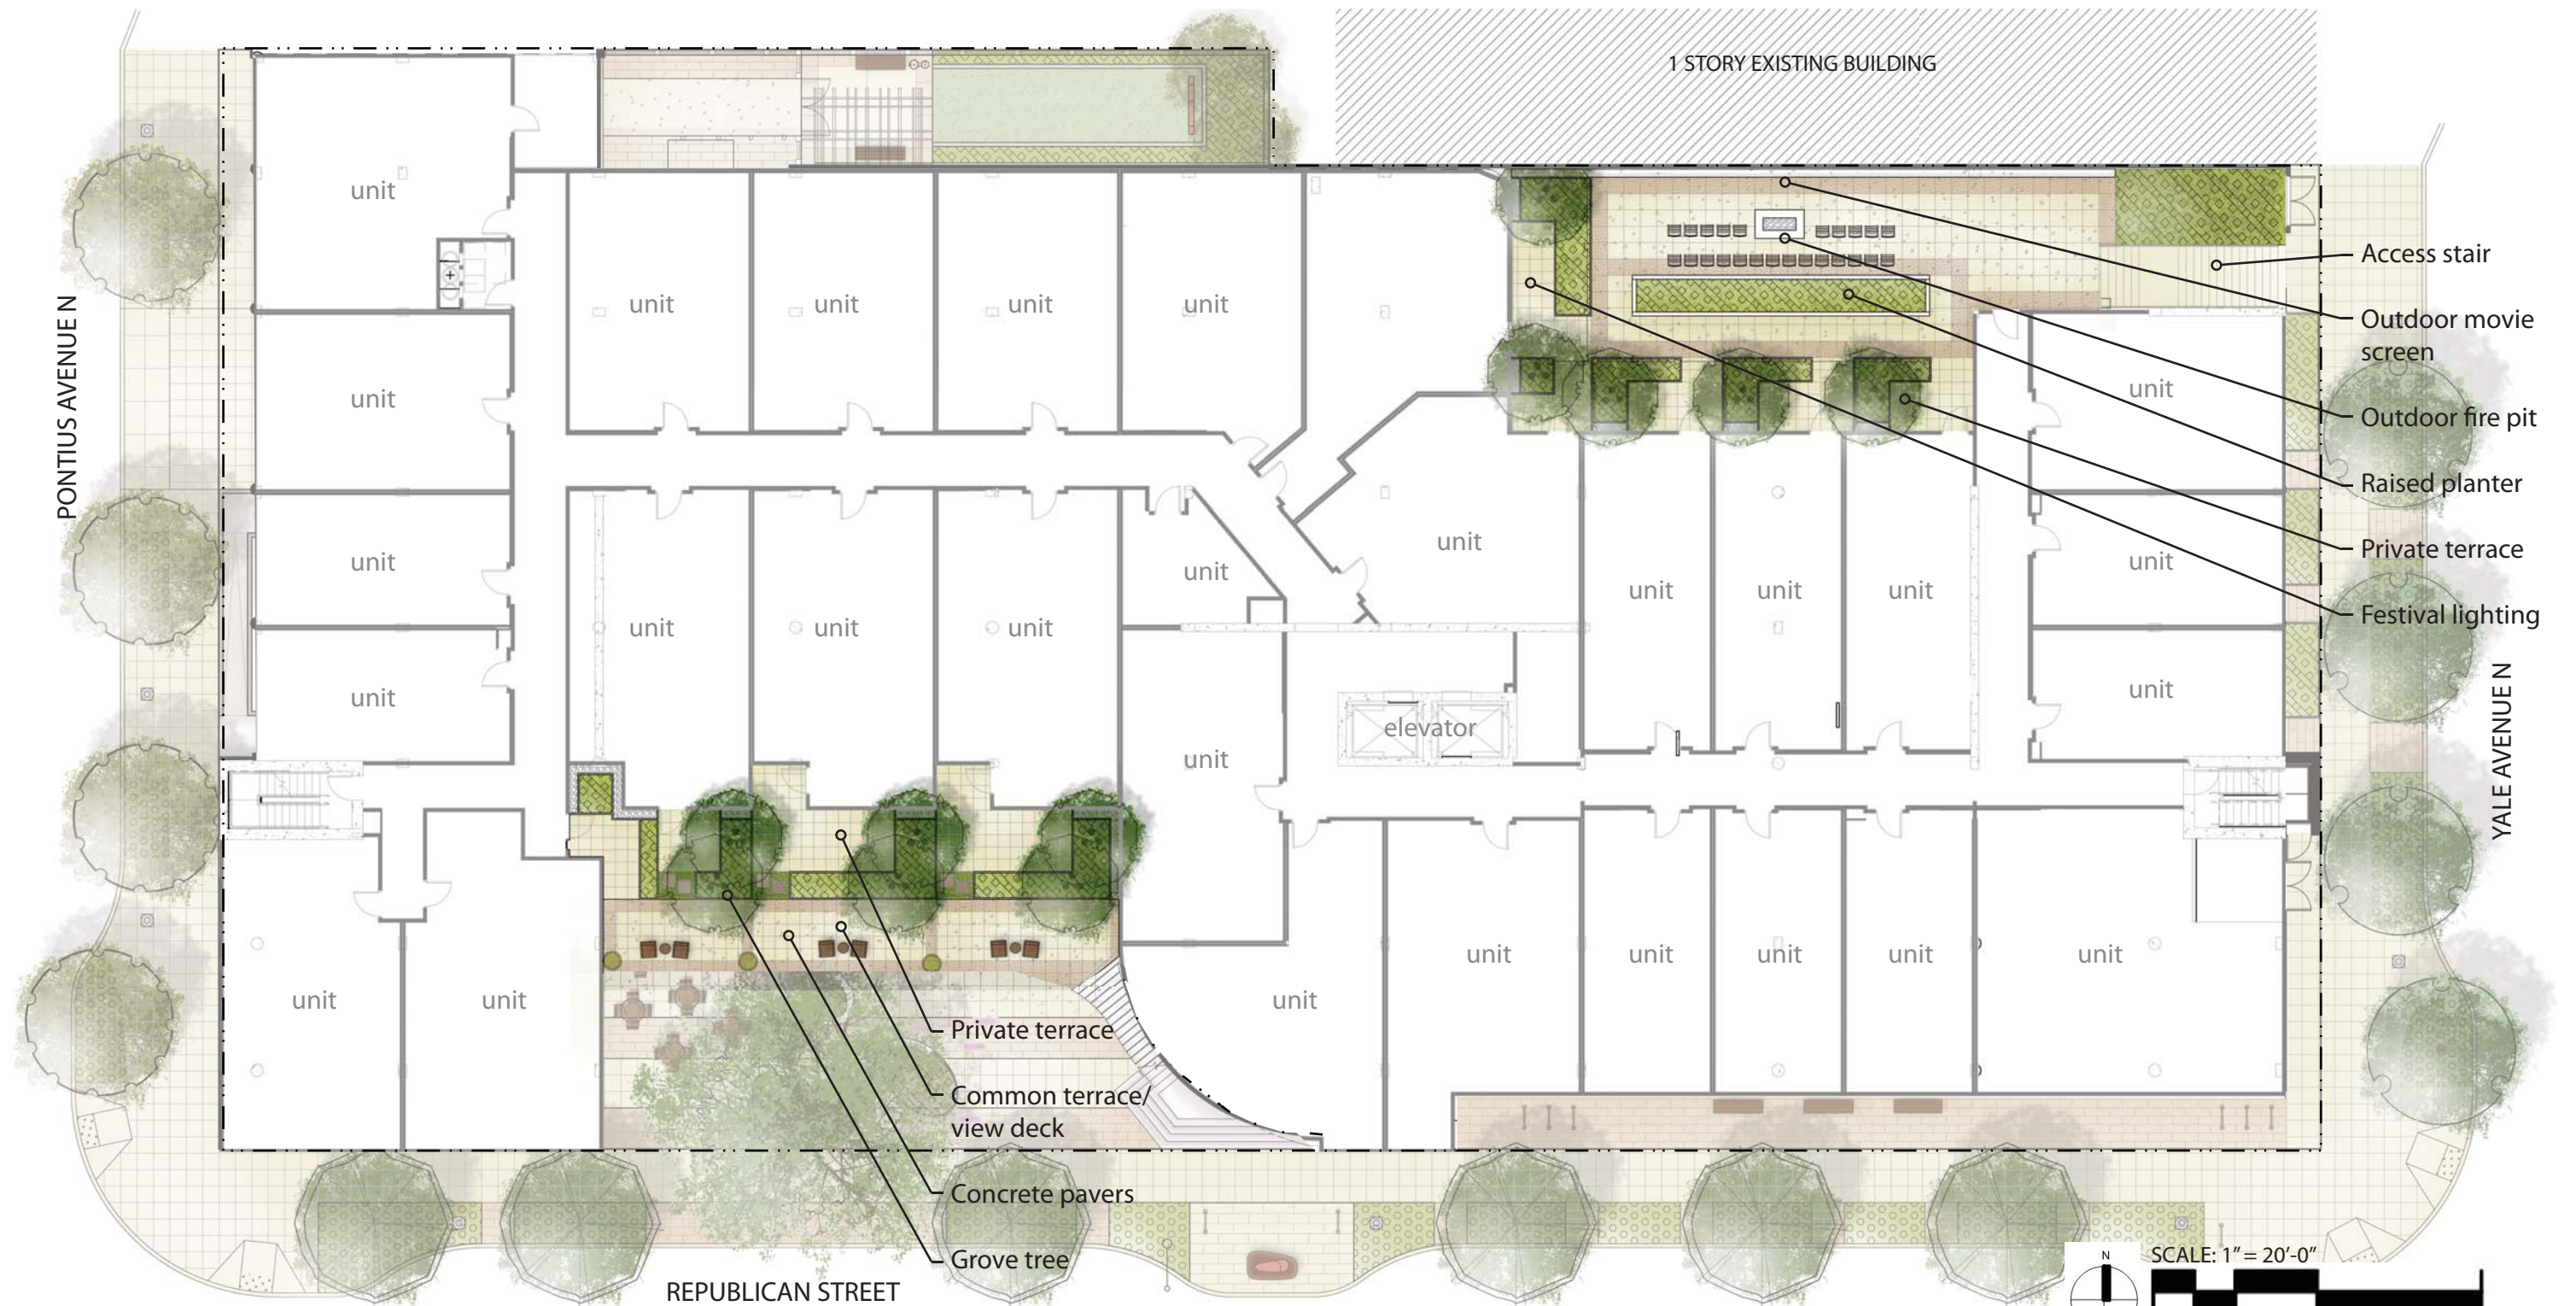 1 STORY EXISTING BUILDING
unit
Access stair
unit
unit
unit
unit
Outdoor movie
screen
PONTIUS AVENUE N
unit
unit
Outdoor fire pit
Raised planter
unit
unit
unit
unit
Private terrace
unit
unit
unit
unit
unit
unit
unit
Festival lighting
unit
unit
elevator
unit
YALE AVENUE N
unit
unit
unit
unit
unit
unit
unit
unit
Private terrace
Common terrace/
view deck
Concrete pavers
Grove tree
REPUBLICAN STREET
N
SCALE: 1" = 20'-0"